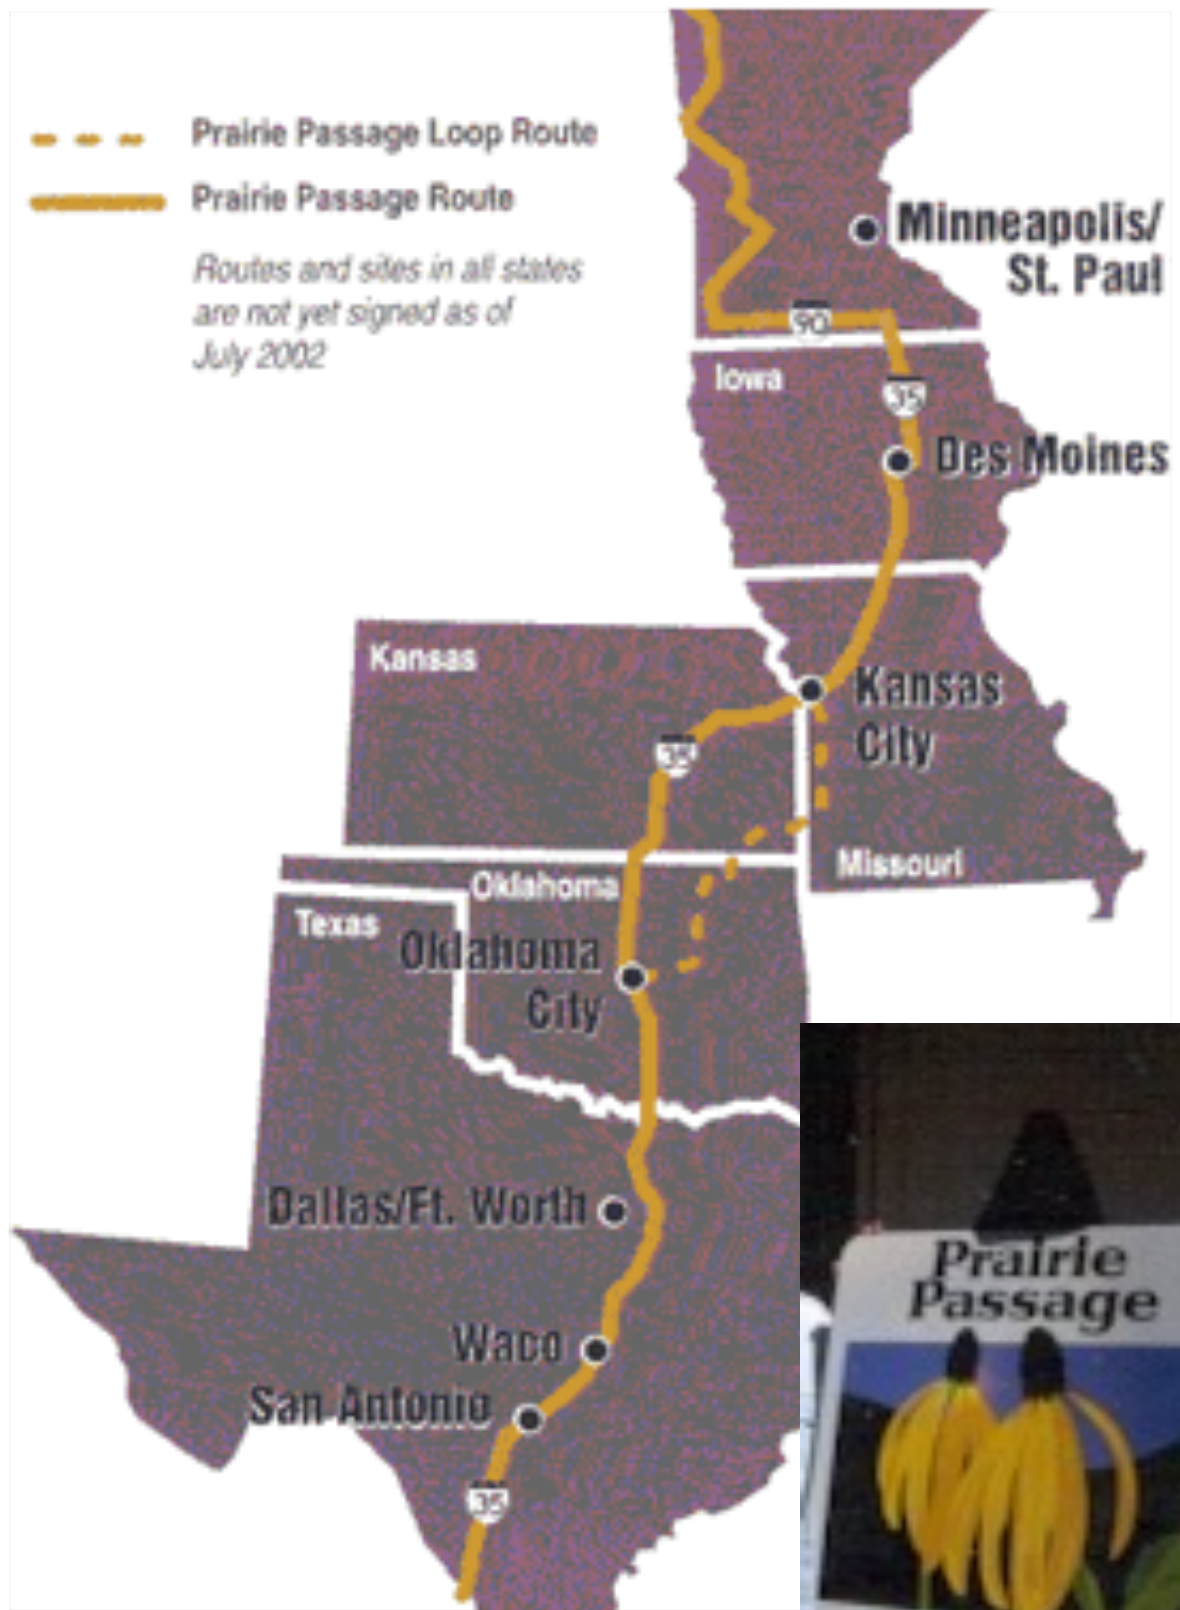 Prairie Passage Loop Route
Prairie Passage Route
Routes and sites in all states
are not yet signed as of
July 2002
Minneapolis/
St. Paul
90
Iowa
35
Des Moines
Kansas
Kansas
City
35
Missouri
Oklahoma
Texas
Oklahoma
City
Dallas/Ft. Worth
Waco
San Antonio
35
Prairie
Passage